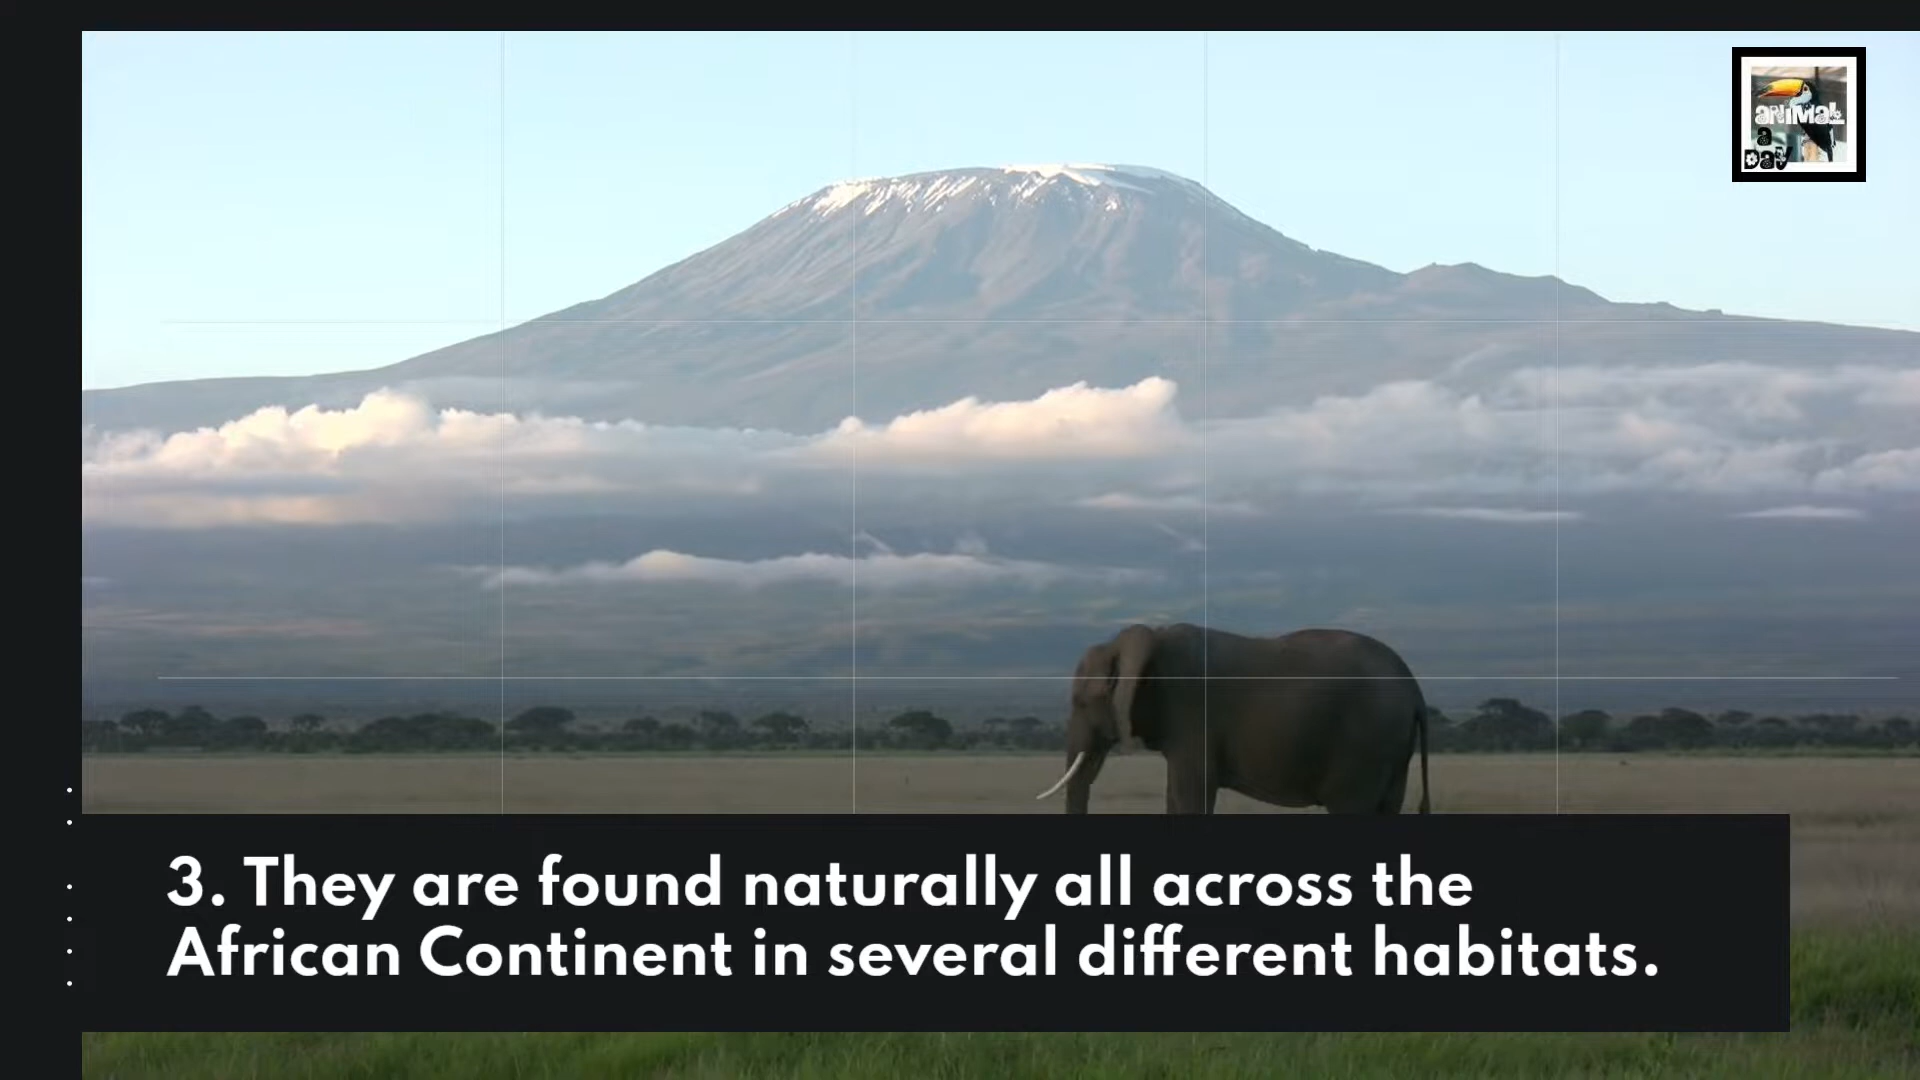 aNiMaL
a
Day
3. They are found naturally all across the
African Continent in several different habitats.